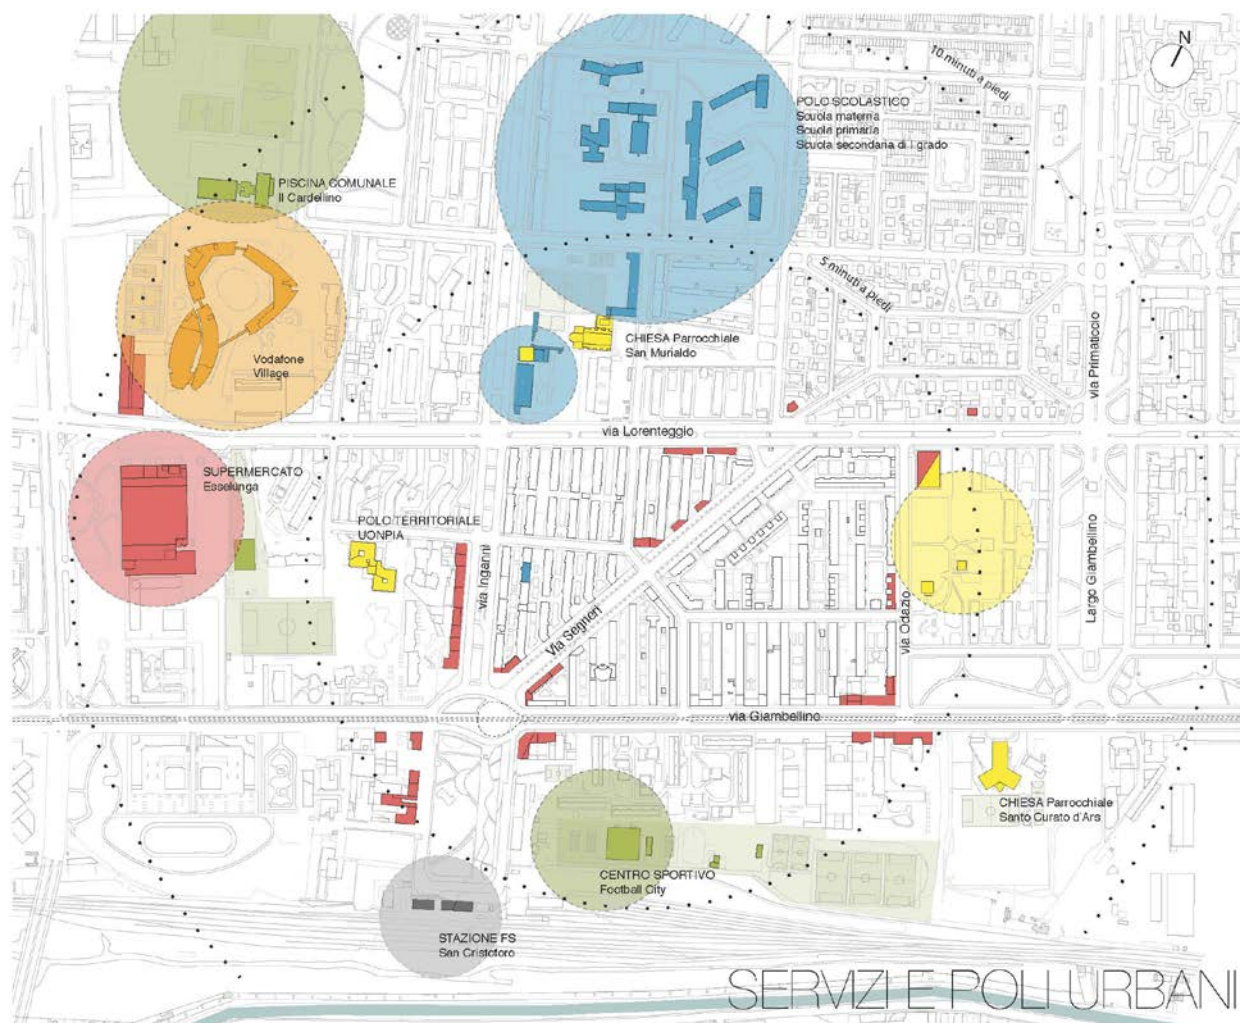 N
10 minuti a piedi
POLO SCOLASTICO
Scuola materna
Scuola primaria
Scuola secondaria di I grado
PISCINA COMUNALE
Il Cardellino
5 minuti a piedi
CHIESA Parrocchiale
San Murialdo
Vodafone
Village
via Primaticcio
via Lorenteggio
SUPERMERCATO
Esselunga
POLO TERRITORIALE
UONPIA
via Inganni
Via Segneri
via Odazio
Largo Giambellino
via Giambellino
CHIESA Parrocchiale
Santo Curato d'Ars
CENTRO SPORTIVO
Football City
STAZIONE FS
San Cristoforo
SERVIZI E POLI URBANI